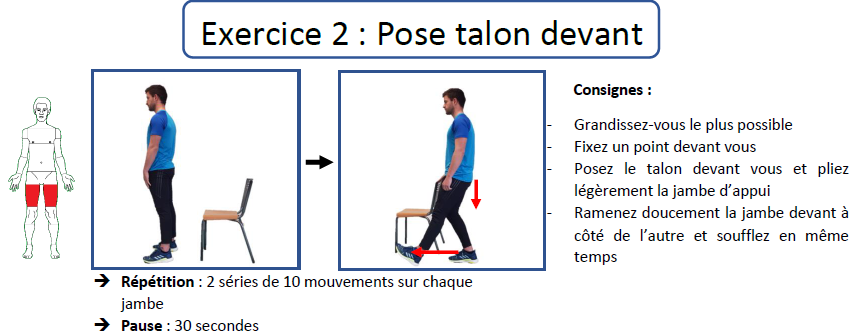 Exercice 2 : Pose talon devant
Consignes :
- Grandissez-vous le plus possible
- Fixez un point devant vous
- Posez le talon devant vous et pliez
légèrement la jambe d’appui
- Ramenez doucement la jambe devant à
côté de l’autre et soufflez en même
temps
➔ Répétition : 2 séries de 10 mouvements sur chaque
jambe
➔ Pause : 30 secondes